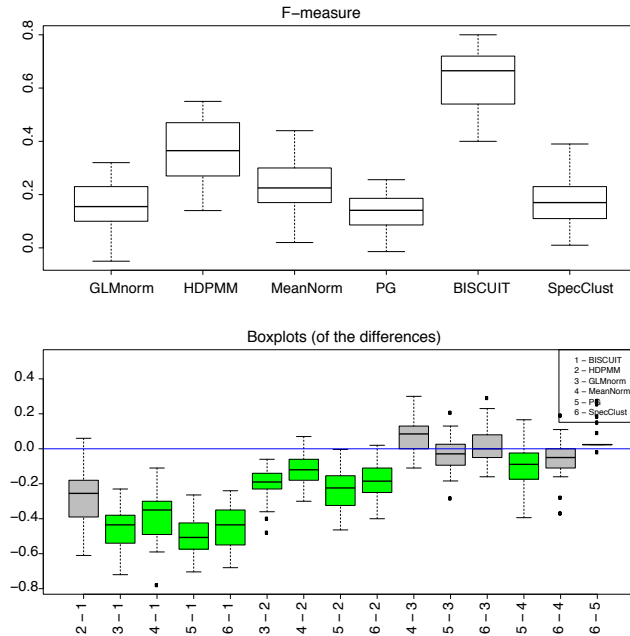 F−measure
0.8
0.6
0.4
0.2
0.0
GLMnorm HDPMM MeanNorm PG BISCUIT SpecClust
Boxplots (of the differences)
1 − BISCUIT
2 − HDPMM
3 − GLMnorm
4 − MeanNorm
5 − PG
6 − SpecClust
0.4
0.2
0.0
−0.2
−0.4
−0.6
−0.8
2 − 1
3 − 1
4 − 1
5 − 1
6 − 1
3 − 2
4 − 2
5 − 2
6 − 2
4 − 3
5 − 3
6 − 3
5 − 4
6 − 4
6 − 5